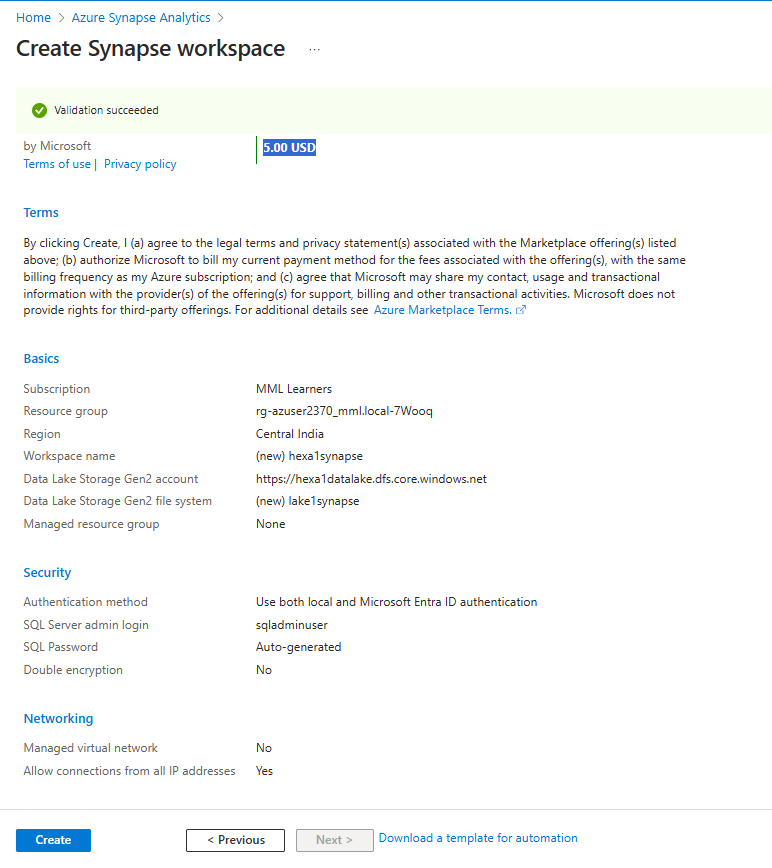 Home > Azure Synapse Analytics >
Create Synapse workspace ...
Validation succeeded
by Microsoft 5.00 USD
Terms of use | Privacy policy
Terms
By clicking Create, I (a) agree to the legal terms and privacy statement(s) associated with the Marketplace offering(s) listed
above; (b) authorize Microsoft to bill my current payment method for the fees associated with the offering(s), with the same
billing frequency as my Azure subscription; and (c) agree that Microsoft may share my contact, usage and transactional
information with the provider(s) of the offering(s) for support, billing and other transactional activities. Microsoft does not
provide rights for third-party offerings. For additional details see Azure Marketplace Terms.
Basics
Subscription MML Learners
Resource group rg-azuser2370_mml.local-7Wooq
Region Central India
Workspace name (new) hexa1synapse
Data Lake Storage Gen2 account https://hexa1datalake.dfs.core.windows.net
Data Lake Storage Gen2 file system (new) lake1synapse
Managed resource group None
Security
Authentication method Use both local and Microsoft Entra ID authentication
SQL Server admin login sqladminuser
SQL Password Auto-generated
Double encryption No
Networking
Managed virtual network No
Allow connections from all IP addresses Yes
Create < Previous Next > Download a template for automation